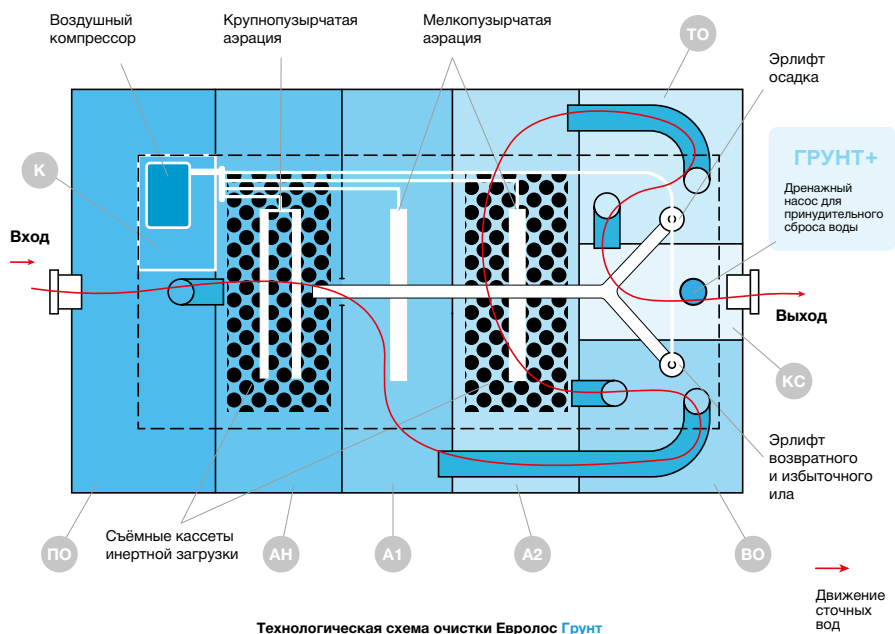 Воздушный
компрессор
Крупнопузырчатая
аэрация
Мелкопузырчатая
аэрация
ТО
Эрлифт
осадка
ГРУНТ+
Дренажный
насос для
принудительного
сброса воды
К
Вход
Выход
КС
Эрлифт
возвратного
и избыточного
ила
ПО
Съёмные кассеты
инертной загрузки
АН
А1
А2
ВО
Движение
сточных
вод
Технологическая схема очистки Евролос Грунт